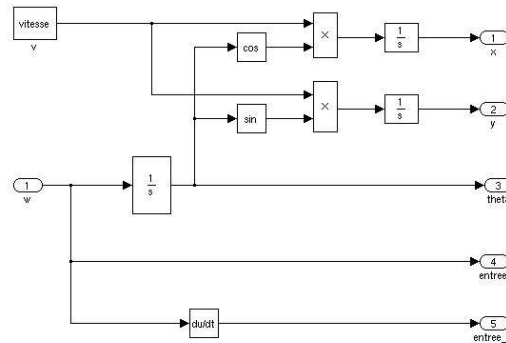 vitesse
v
cos
×
1
s
1
x
sin
×
1
s
2
y
1
w
1
s
3
theta
4
entree
du/dt
5
entree_